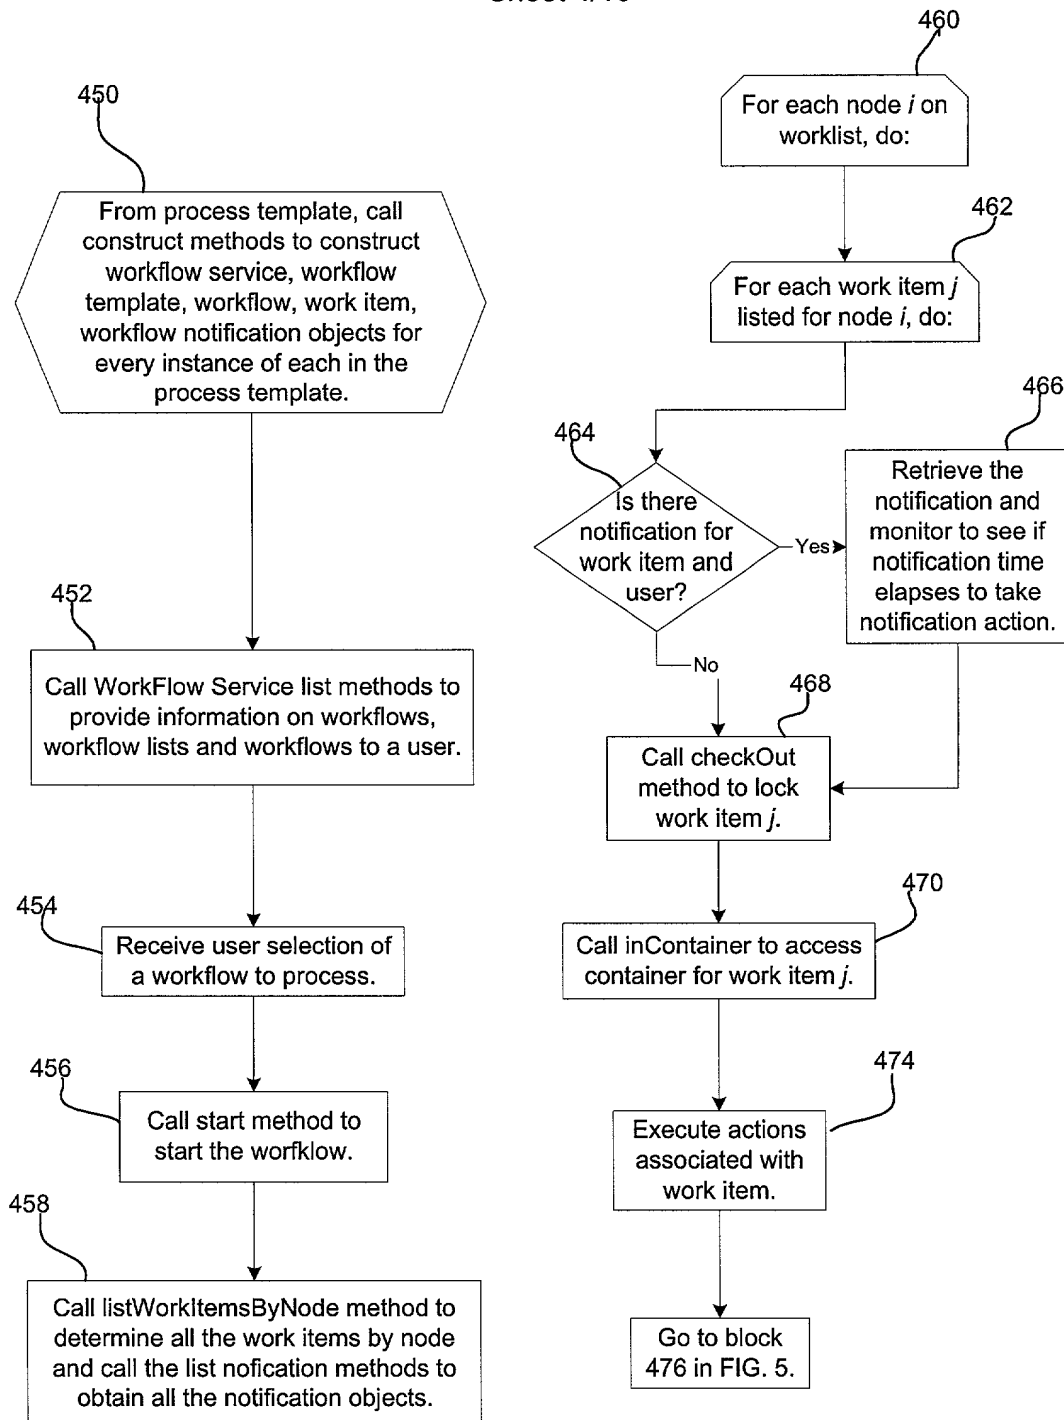 450
From process template, call
construct methods to construct
workflow service, workflow
template, workflow, work item,
workflow notification objects for
every instance of each in the
process template.
452
Call WorkFlow Service list methods to
provide information on workflows,
workflow lists and workflows to a user.
454
Receive user selection of
a workflow to process.
456
Call start method to
start the worfklow.
458
Call listWorkItemsByNode method to
determine all the work items by node
and call the list nofication methods to
obtain all the notification objects.
460
For each node i on
worklist, do:
462
For each work item j
listed for node i, do:
464
Is there
notification for
work item and
user?
Yes
No
466
Retrieve the
notification and
monitor to see if
notification time
elapses to take
notification action.
468
Call checkOut
method to lock
work item j.
470
Call inContainer to access
container for work item j.
474
Execute actions
associated with
work item.
Go to block
476 in FIG. 5.